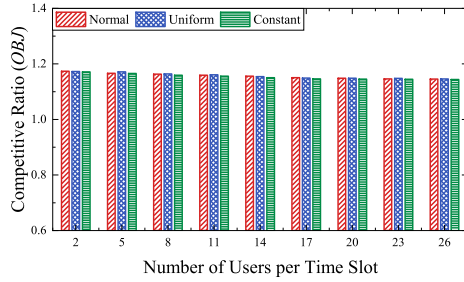 Normal Uniform Constant
1.4
1.2
1.0
0.8
0.6
Competitive Ratio (OBJ)
2 5 8 11 14 17 20 23 26
Number of Users per Time Slot